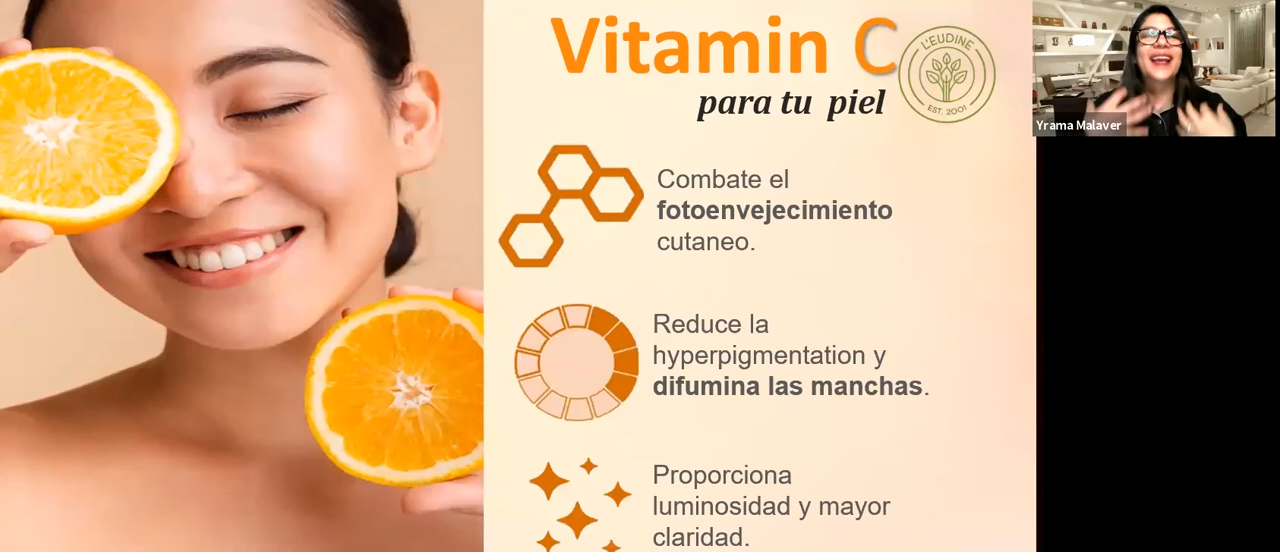 Vitamin C
para tu piel
L'EUDINE
EST. 2001
Yrama Malaver
Combate el
fotoenvejecimiento
cutaneo.
Reduce la
hyperpigmentation y
difumina las manchas.
Proporciona
luminosidad y mayor
claridad.